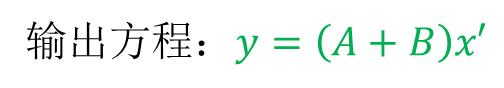 输出方程：y = (A + B)x′